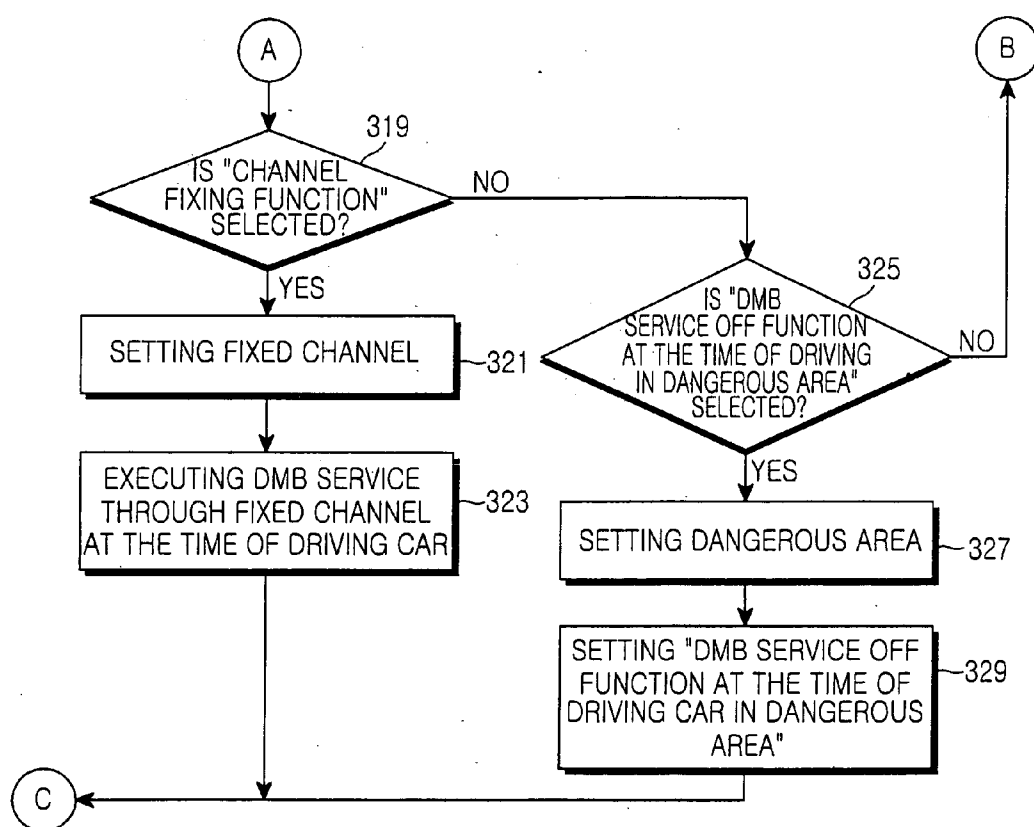 A
B
319
IS "CHANNEL
FIXING FUNCTION"
SELECTED?
NO
YES
325
IS "DMB
SERVICE OFF FUNCTION
AT THE TIME OF DRIVING
IN DANGEROUS AREA"
SELECTED?
NO
YES
SETTING FIXED CHANNEL
321
EXECUTING DMB SERVICE
THROUGH FIXED CHANNEL
AT THE TIME OF DRIVING CAR
323
SETTING DANGEROUS AREA
327
SETTING "DMB SERVICE OFF
FUNCTION AT THE TIME OF
DRIVING CAR IN DANGEROUS
AREA"
329
C